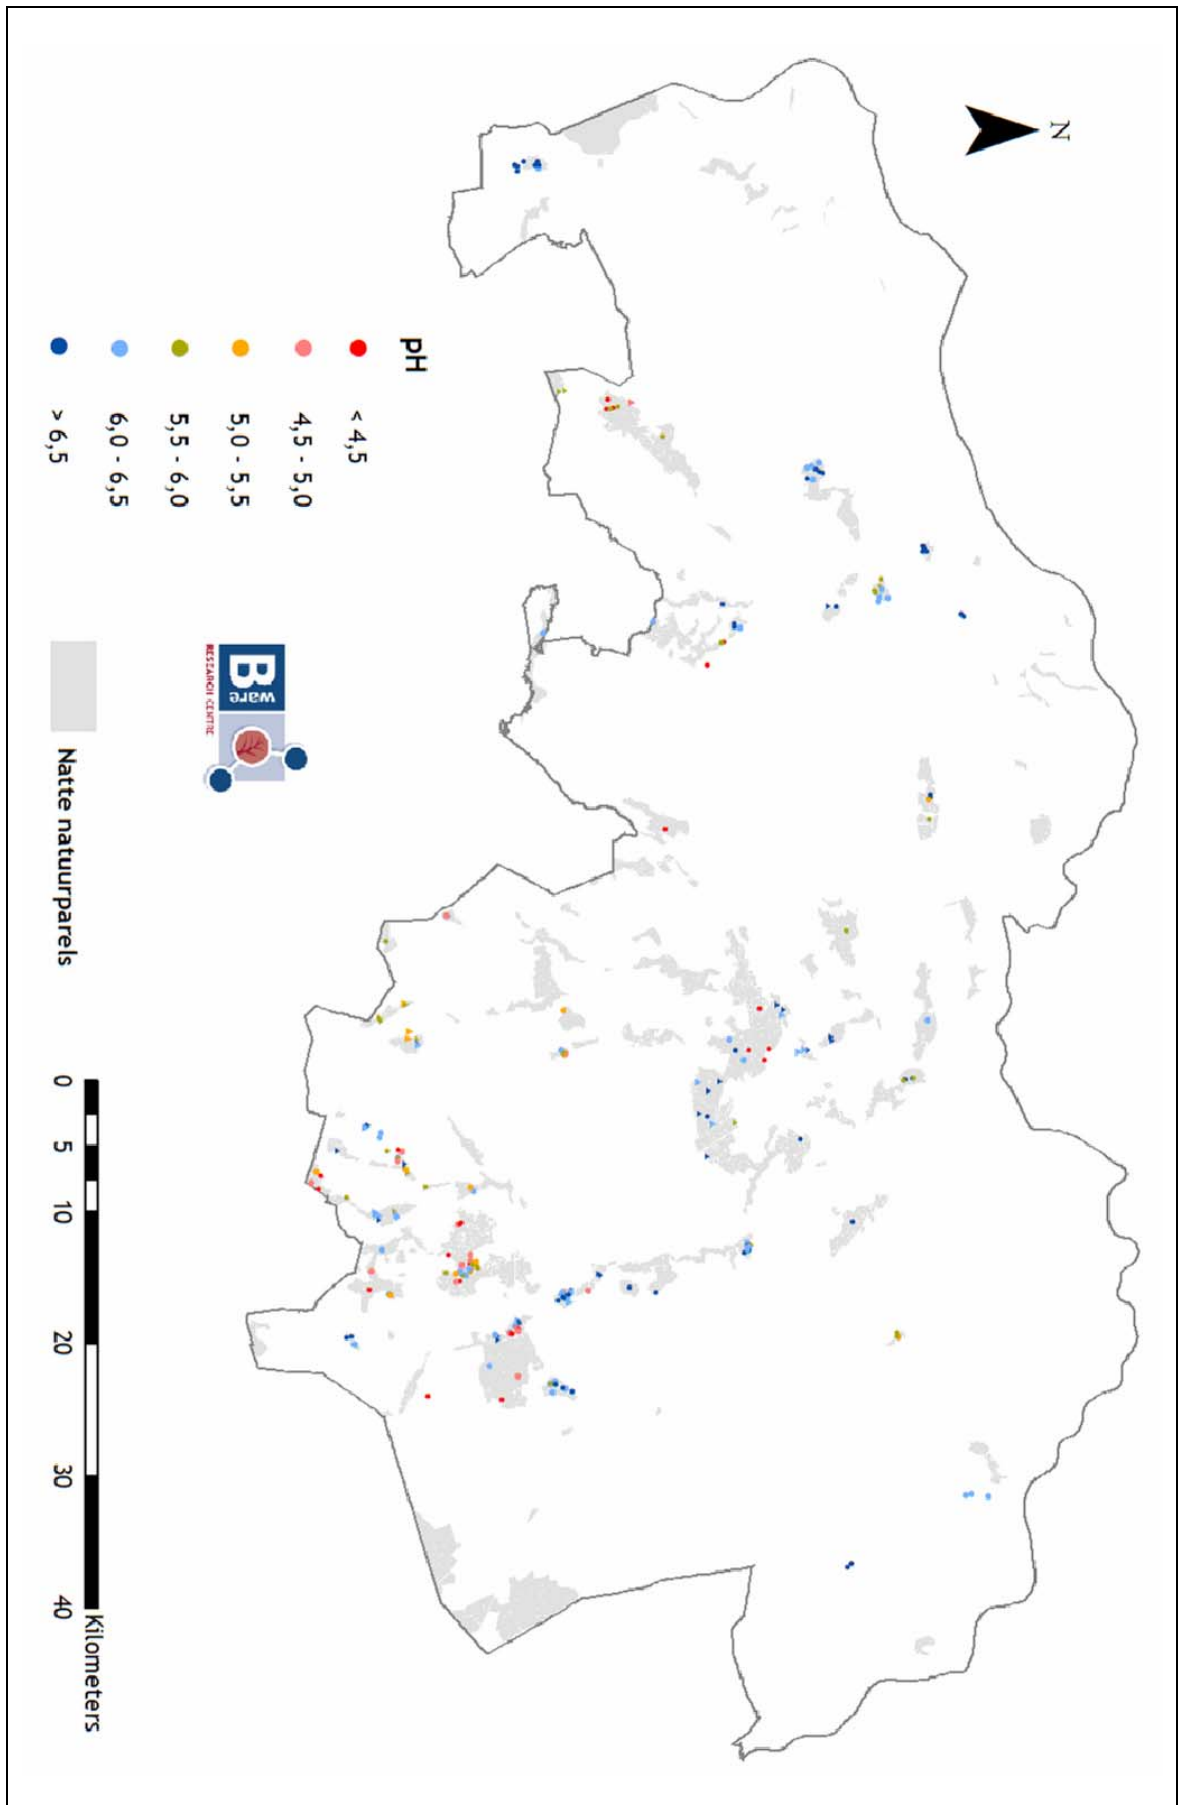 N
pH
< 4,5
4,5 - 5,0
5,0 - 5,5
5,5 - 6,0
6,0 - 6,5
> 6,5
B
ware
RESEARCH CENTRE
Natte natuurparels
0 5 10 20 30 40
Kilometers